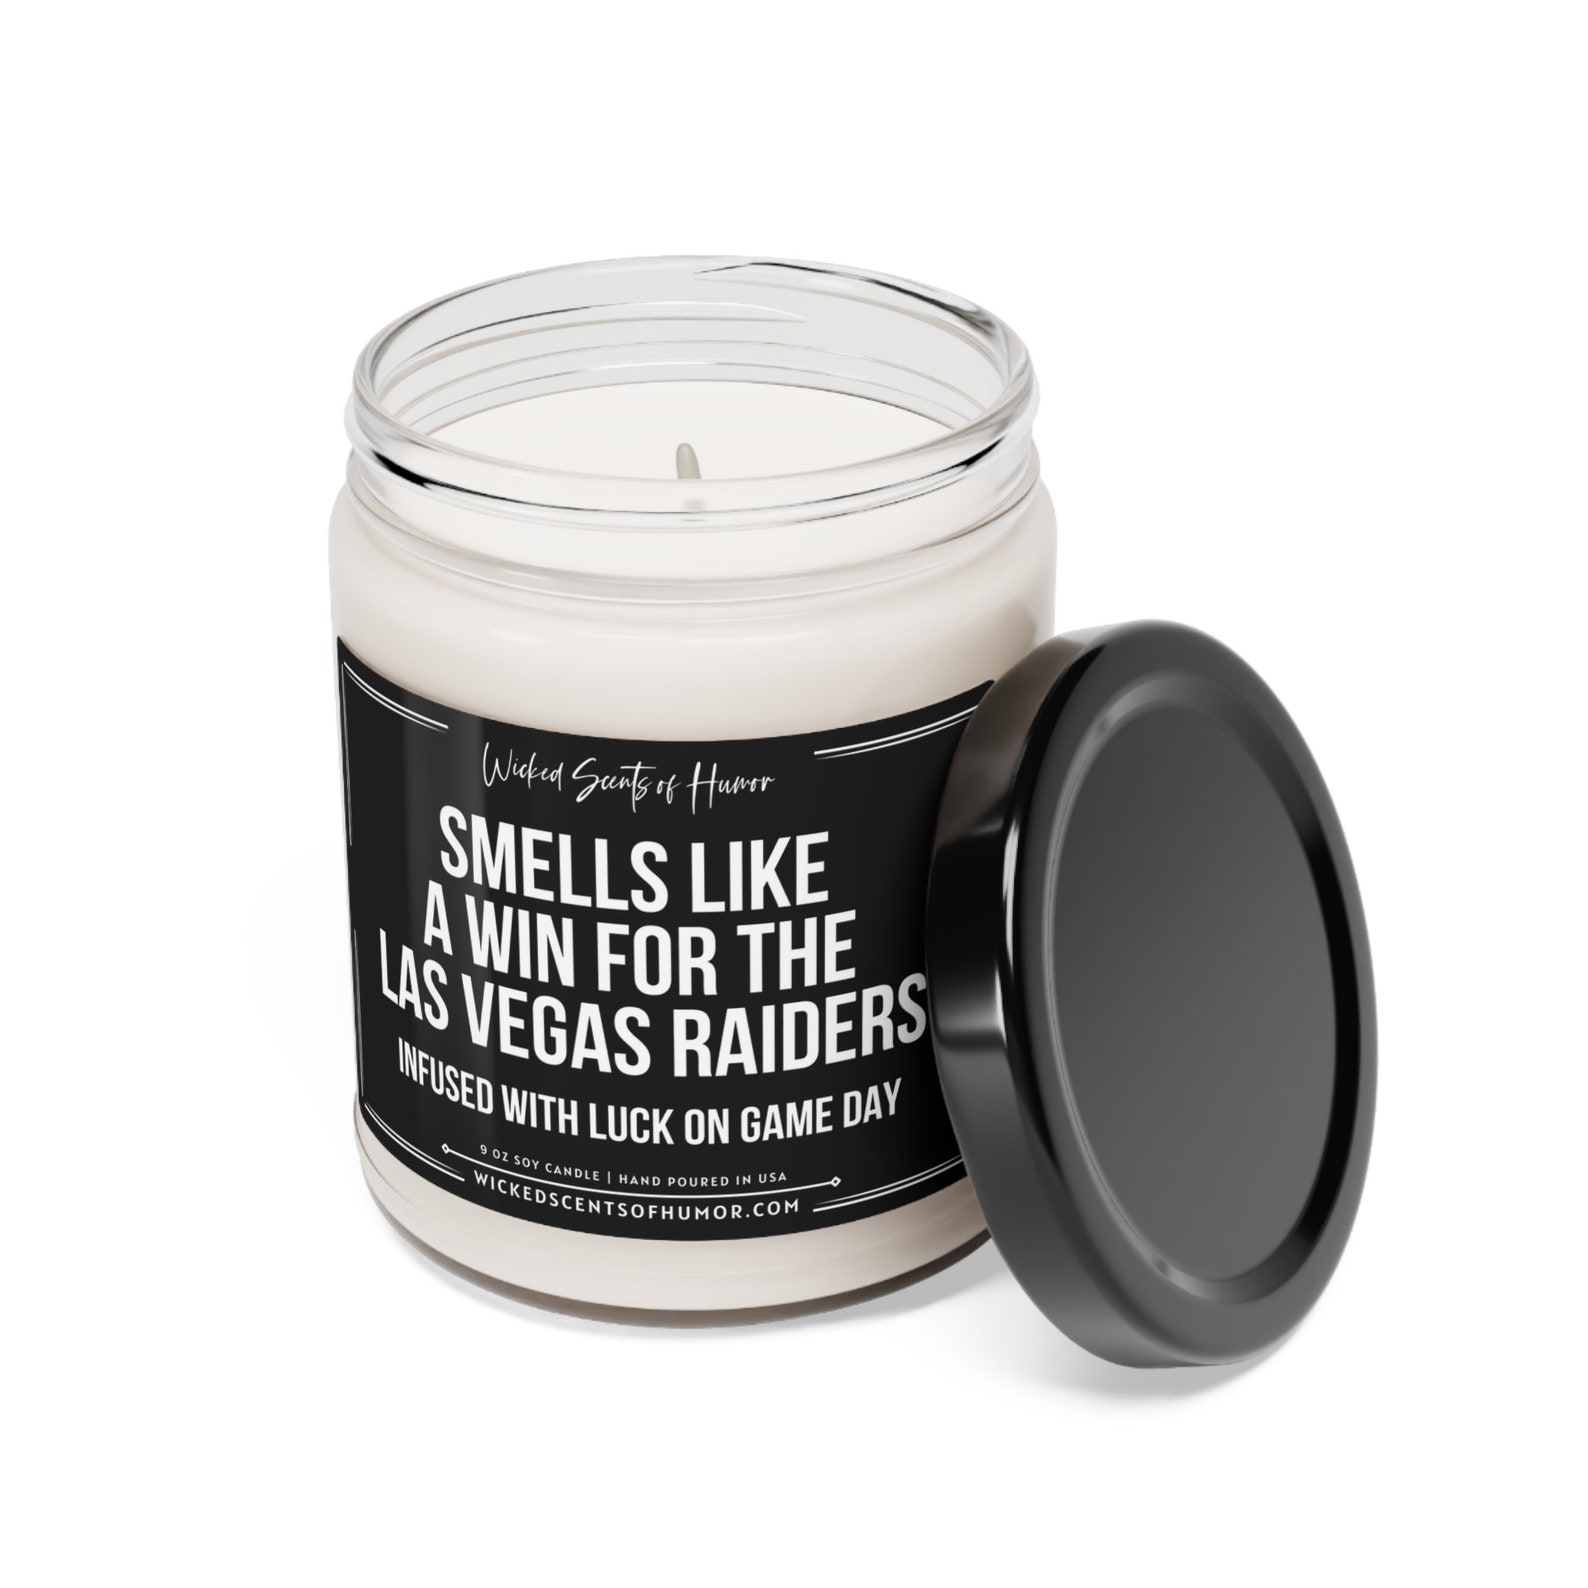 Wicked Scents of Humor
SMELLS LIKE
A WIN FOR THE
LAS VEGAS RAIDERS
INFUSED WITH LUCK ON GAME DAY
9 OZ SOY CANDLE | HAND POURED IN USA
WICKEDSCENTSOFHUMOR.COM